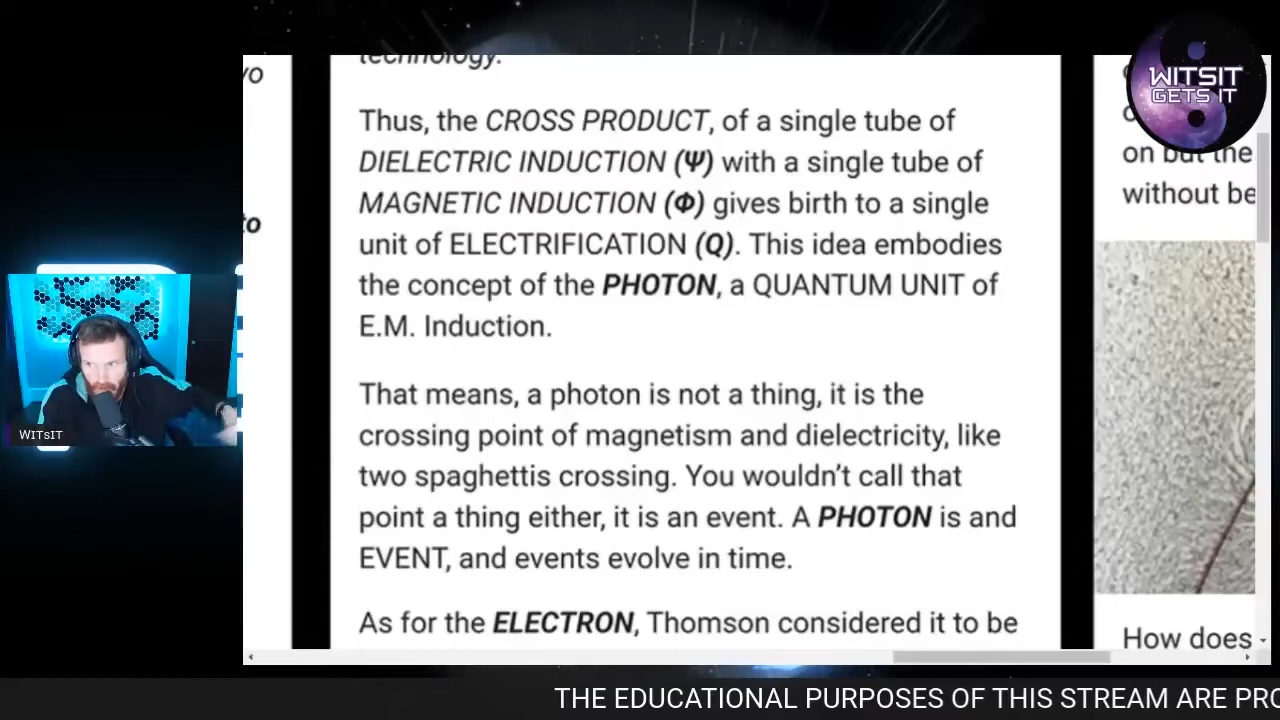 technology.
Thus, the CROSS PRODUCT, of a single tube of
DIELECTRIC INDUCTION (Ψ) with a single tube of
MAGNETIC INDUCTION (Φ) gives birth to a single
unit of ELECTRIFICATION (Q). This idea embodies
the concept of the PHOTON, a QUANTUM UNIT of
E.M. Induction.
That means, a photon is not a thing, it is the
crossing point of magnetism and dielectricity, like
two spaghettis crossing. You wouldn't call that
point a thing either, it is an event. A PHOTON is and
EVENT, and events evolve in time.
As for the ELECTRON, Thomson considered it to be
on but the
without be
How does
WITSIT
GETS IT
WITSIT
THE EDUCATIONAL PURPOSES OF THIS STREAM ARE PRO